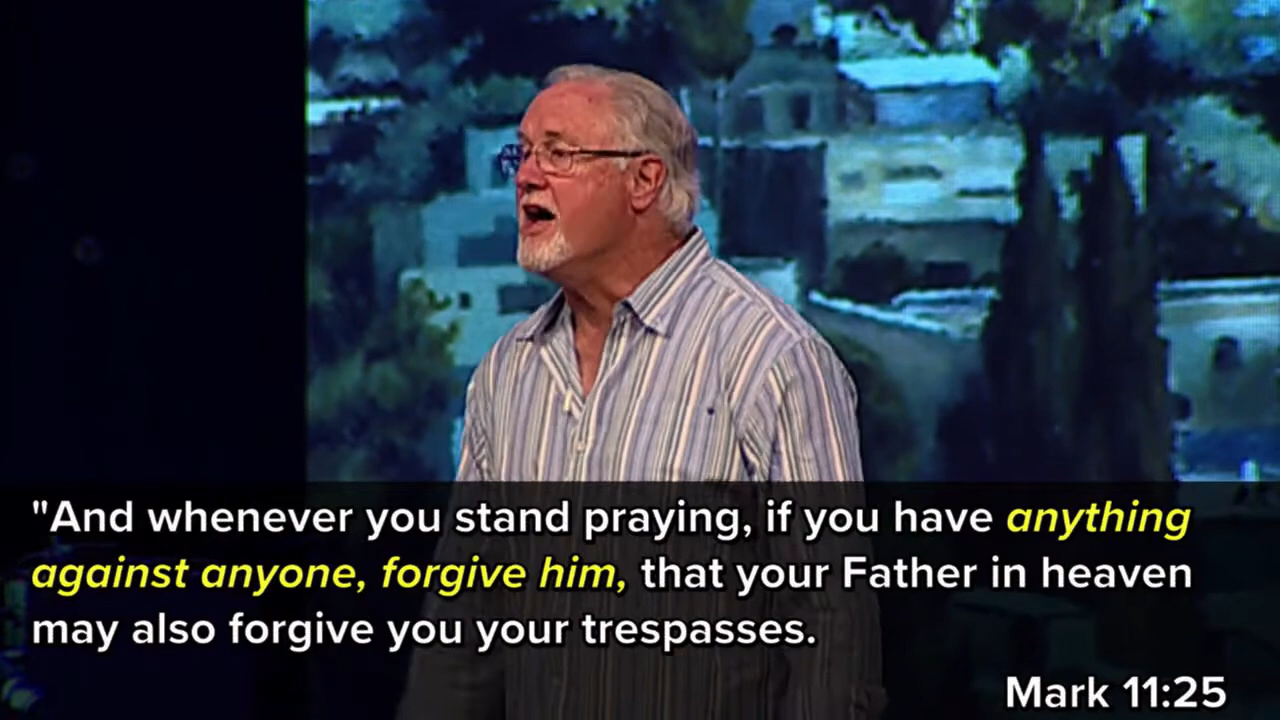 "And whenever you stand praying, if you have anything
against anyone, forgive him, that your Father in heaven
may also forgive you your trespasses.
Mark 11:25